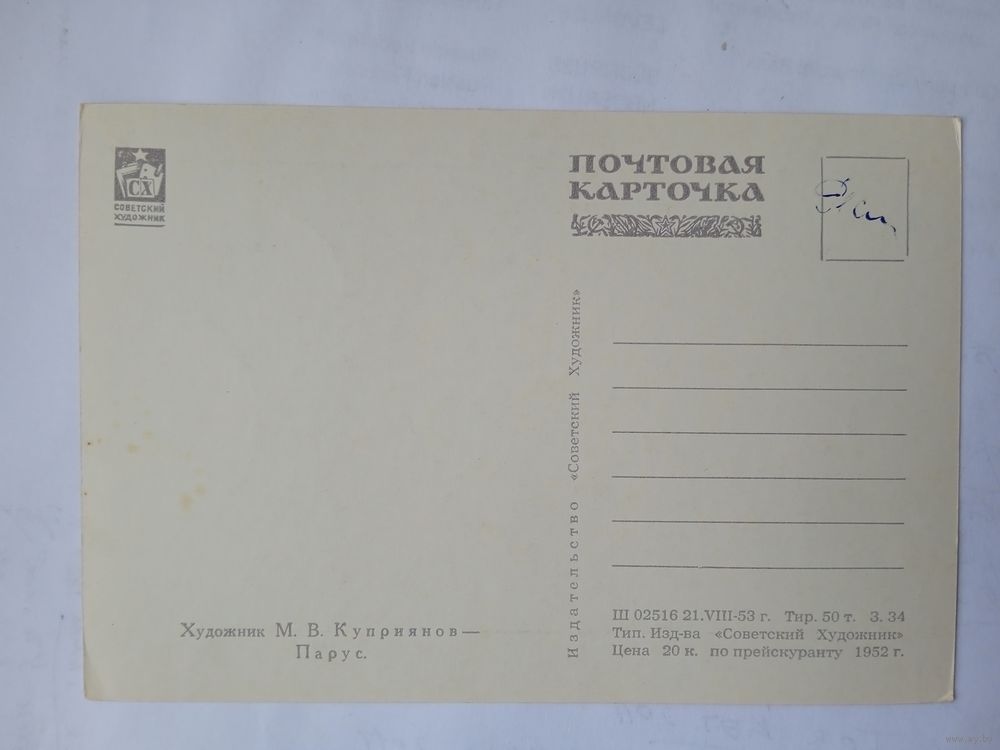 СХ
СОВЕТСКИЙ
ХУДОЖНИК
ПОЧТОВАЯ
КАРТОЧКА
Издательство «Советский Художник»
Художник М. В. Куприянов—
Парус.
Ш 02516 21.VIII-53 г. Тир. 50 т. З. 34
Тип. Изд-ва «Советский Художник»
Цена 20 к. по прейскуранту 1952 г.